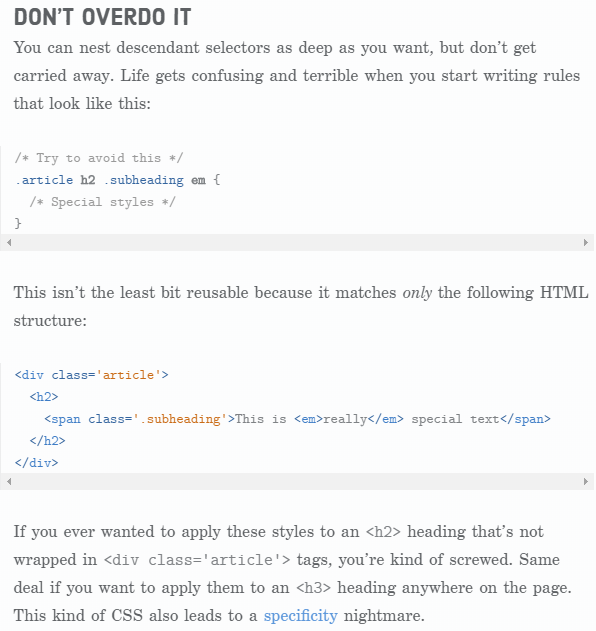 DON'T OVERDO IT
You can nest descendant selectors as deep as you want, but don't get
carried away. Life gets confusing and terrible when you start writing rules
that look like this:
/* Try to avoid this */
.article h2 .subheading em {
  /* Special styles */
}
This isn't the least bit reusable because it matches only the following HTML
structure:
<div class='article'>
  <h2>
    <span class='.subheading'>This is <em>really</em> special text</span>
  </h2>
</div>
If you ever wanted to apply these styles to an <h2> heading that's not
wrapped in <div class='article'> tags, you're kind of screwed. Same
deal if you want to apply them to an <h3> heading anywhere on the page.
This kind of CSS also leads to a specificity nightmare.